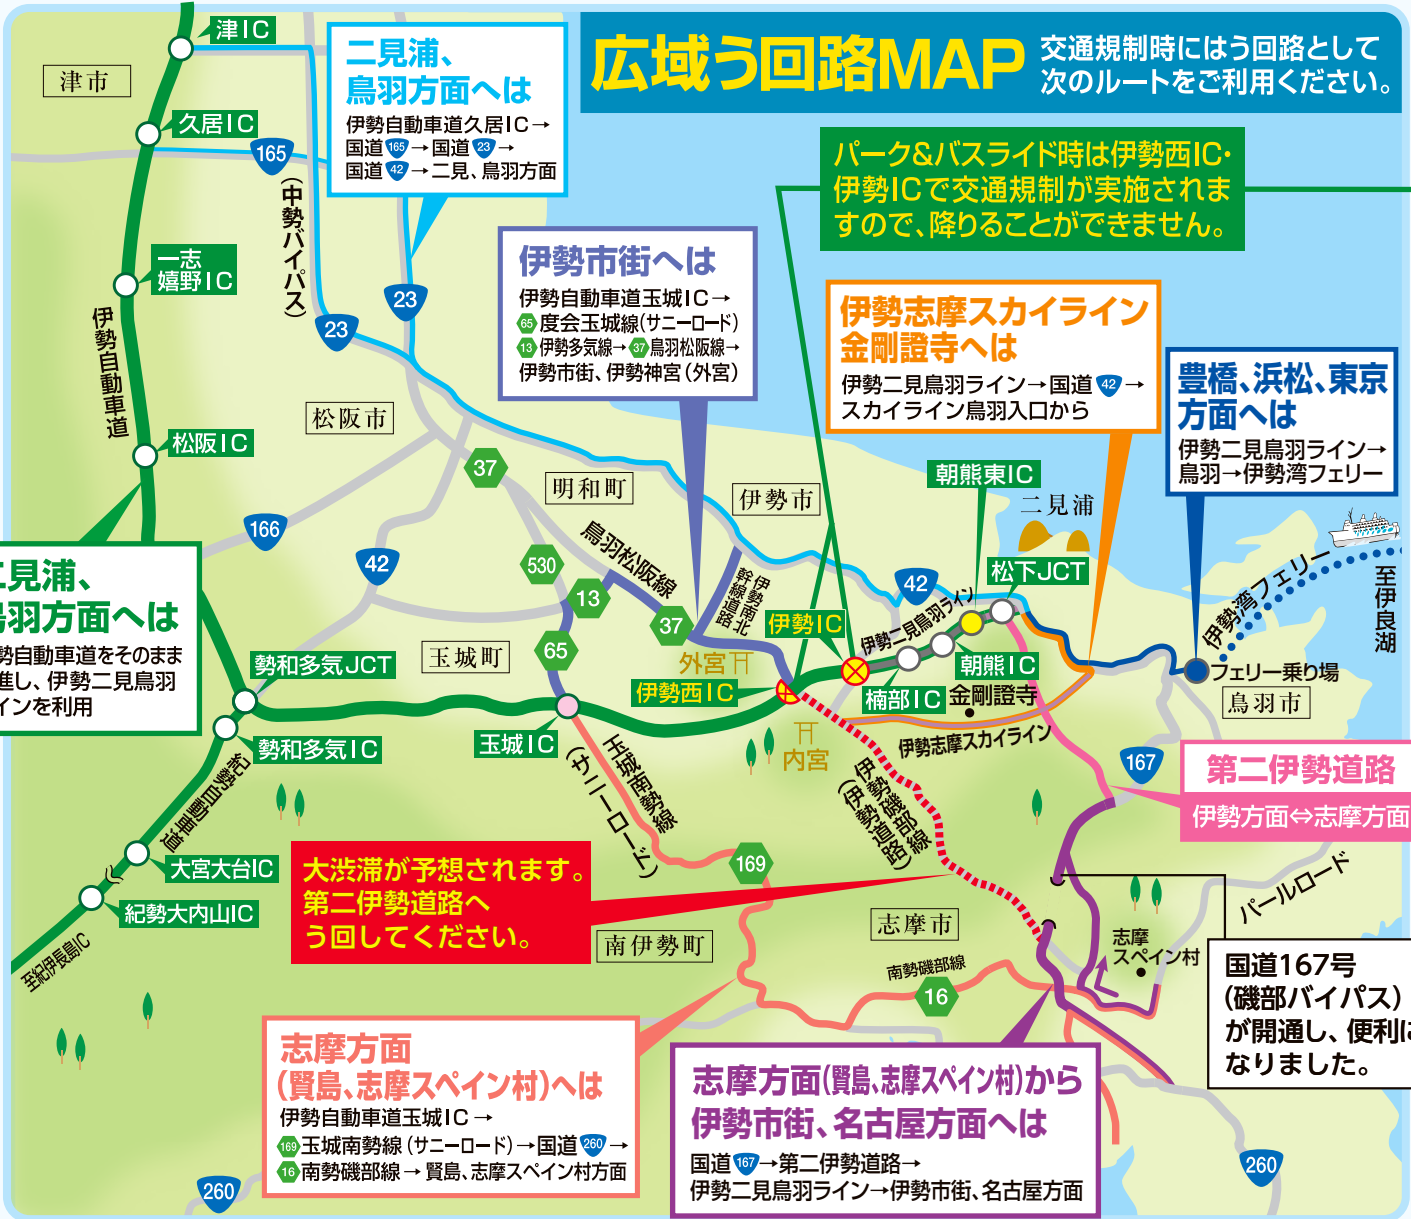 広域う回路MAP
交通規制時にはう回路として
次のルートをご利用ください。
津IC
津市
久居IC
165
(中勢バイパス)
一志
嬉野IC
伊勢自動車道
23
23
松阪市
松阪IC
二見浦、
鳥羽方面へは
伊勢自動車道久居IC→
国道165→国道23→
国道42→二見、鳥羽方面
パーク&バスライド時は伊勢西IC・
伊勢ICで交通規制が実施されま
すので、降りることができません。
伊勢市街へは
伊勢自動車道玉城IC→
65度会玉城線(サニーロード)
13伊勢多気線→37鳥羽松阪線→
伊勢市街、伊勢神宮(外宮)
伊勢志摩スカイライン
金剛證寺へは
伊勢二見鳥羽ライン→国道42→
スカイライン鳥羽入口から
豊橋、浜松、東京
方面へは
伊勢二見鳥羽ライン→
鳥羽→伊勢湾フェリー
37
明和町
伊勢市
朝熊東IC
二見浦
166
42
530
13
鳥羽松阪線
37
伊勢南北
幹線道路
42
松下JCT
伊勢二見鳥羽ライン
伊勢湾フェリー
至伊良湖
二見浦、
鳥羽方面へは
勢自動車道をそのまま
進し、伊勢二見鳥羽
インを利用
勢和多気JCT
玉城町
65
外宮
伊勢IC
伊勢西IC
楠部IC
朝熊IC
金剛證寺
フェリー乗り場
鳥羽市
勢和多気IC
玉城IC
内宮
伊勢志摩スカイライン
紀勢自動車道
玉城南勢線
(サニーロード)
伊勢磯部線
(伊勢道路)
167
第二伊勢道路
伊勢方面⇔志摩方面
大宮大台IC
紀勢大内山IC
至紀伊長島IC
大渋滞が予想されます。
第二伊勢道路へ
う回してください。
169
南伊勢町
志摩市
南勢磯部線
16
志摩
スペイン村
パールロード
国道167号
(磯部バイパス)
が開通し、便利に
なりました。
志摩方面
(賢島、志摩スペイン村)へは
伊勢自動車道玉城IC→
169玉城南勢線(サニーロード)→国道260→
16南勢磯部線→賢島、志摩スペイン村方面
志摩方面(賢島、志摩スペイン村)から
伊勢市街、名古屋方面へは
国道167→第二伊勢道路→
伊勢二見鳥羽ライン→伊勢市街、名古屋方面
260
260